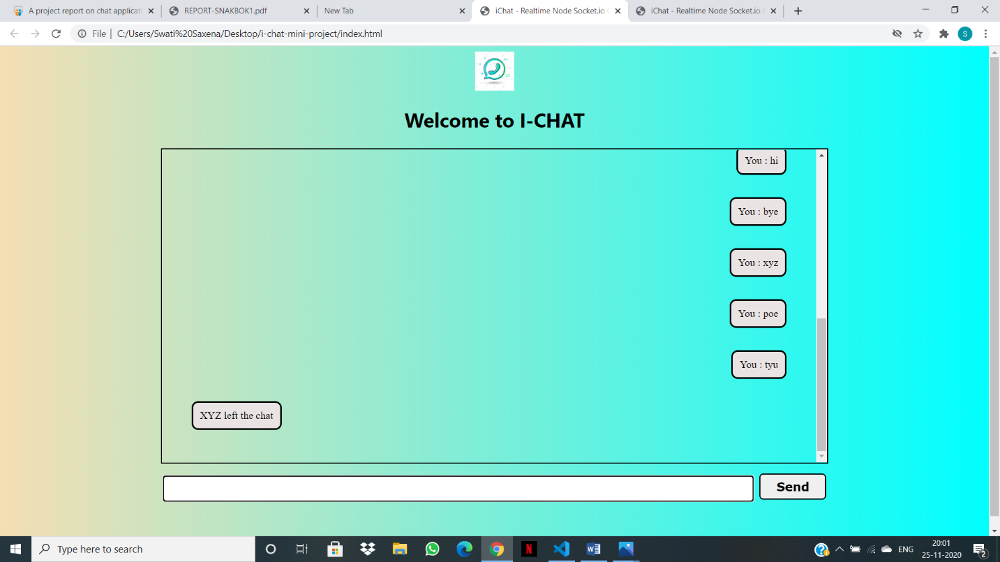 A project report on chat applicati
REPORT-SNAKBOK1.pdf
New Tab
iChat - Realtime Node Socket.io
iChat - Realtime Node Socket.io
File | C:/Users/Swati%20Saxena/Desktop/i-chat-mini-project/index.html
S
Welcome to I-CHAT
You : hi
You : bye
You : xyz
You : poe
You : tyu
XYZ left the chat
Send
Type here to search
N
W
ENG
20:01
25-11-2020
2